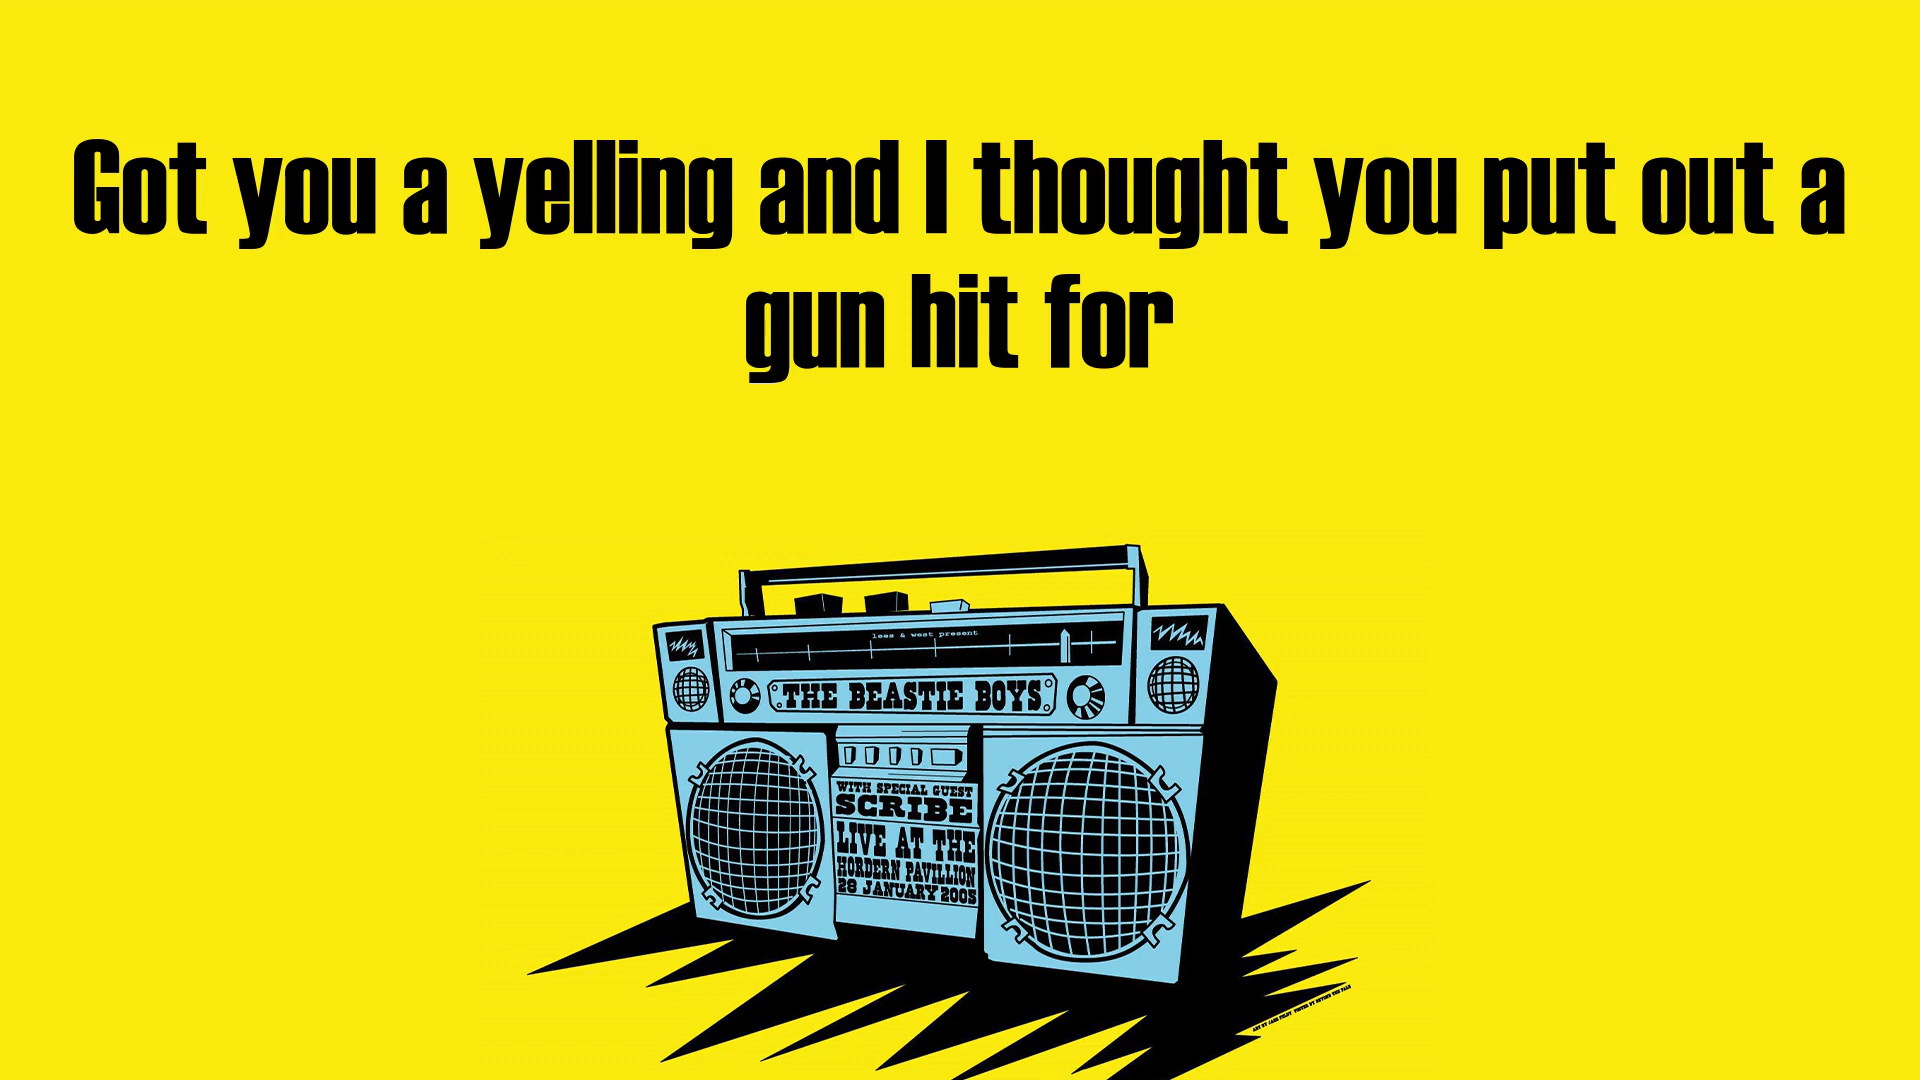 Got you a yelling and I thought you put out a
gun hit for
lees & west present
THE BEASTIE BOYS
WITH SPECIAL GUEST
SCRIBE
LIVE AT THE
HORDERN PAVILLION
28 JANUARY 2005